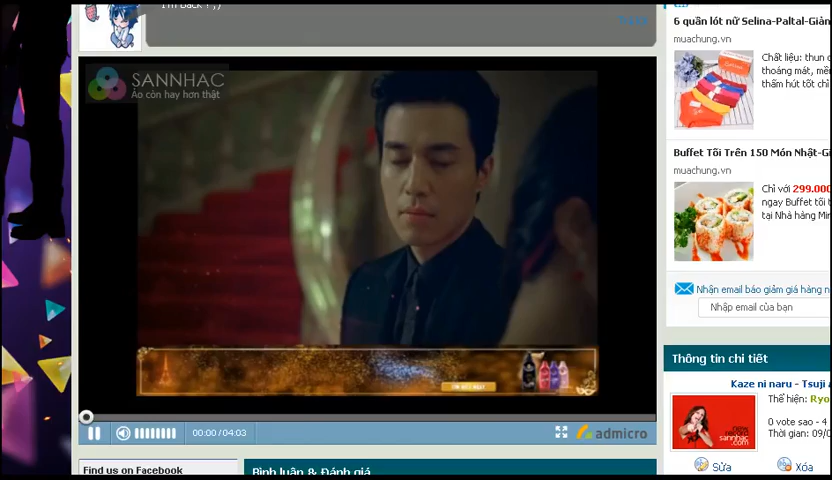 I'm back ! ;)
SANNHAC
Ảo còn hay hơn thật
00:00 / 04:03
admicro
Find us on Facebook
Bình luận & Đánh giá
6 quần lót nữ Selina-Paltal-Giản
muachung.vn
Chất liệu: thun c
thoáng mát, mề
thấm hút tốt chỉ
Buffet Tối Trên 150 Món Nhật-Gi
muachung.vn
Chỉ với 299.000
ngay Buffet tối t
tại Nhà hàng Min
Nhận email báo giảm giá hàng n
Nhập email của bạn
Thông tin chi tiết
Kaze ni naru - Tsuji a
Thể hiện: Ryo
0 vote sao - 4
Thời gian: 09/0
sannhac.com
Sửa
Xóa